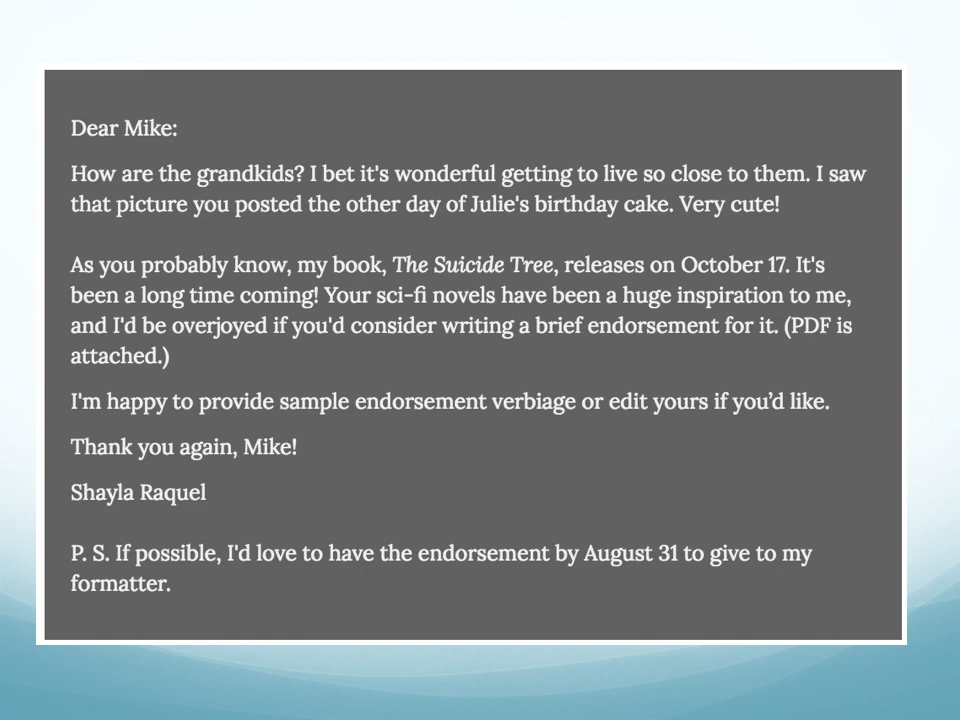 Dear Mike:
How are the grandkids? I bet it's wonderful getting to live so close to them. I saw
that picture you posted the other day of Julie's birthday cake. Very cute!
As you probably know, my book, The Suicide Tree, releases on October 17. It's
been a long time coming! Your sci-fi novels have been a huge inspiration to me,
and I'd be overjoyed if you'd consider writing a brief endorsement for it. (PDF is
attached.)
I'm happy to provide sample endorsement verbiage or edit yours if you’d like.
Thank you again, Mike!
Shayla Raquel
P. S. If possible, I'd love to have the endorsement by August 31 to give to my
formatter.